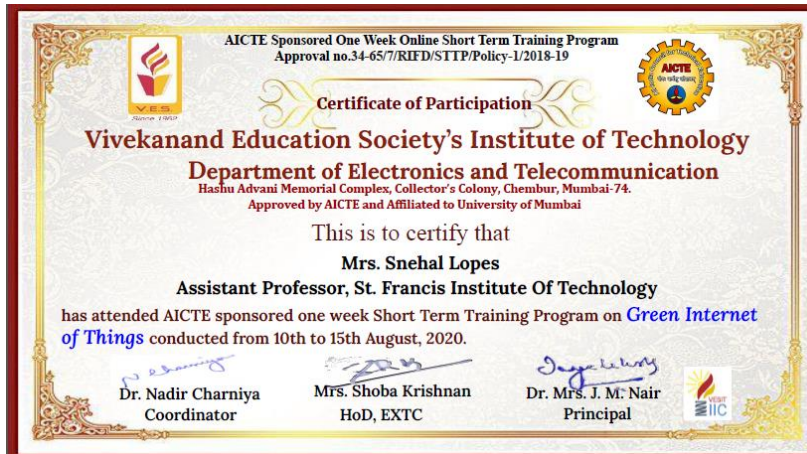 AICTE Sponsored One Week Online Short Term Training Program
Approval no.34-65/7/RIFD/STTP/Policy-1/2018-19
V.E.S.
Since 1962
AICTE
Certificate of Participation
Vivekanand Education Society's Institute of Technology
Department of Electronics and Telecommunication
Hashu Advani Memorial Complex, Collector's Colony, Chembur, Mumbai-74.
Approved by AICTE and Affiliated to University of Mumbai
This is to certify that
Mrs. Snehal Lopes
Assistant Professor, St. Francis Institute Of Technology
has attended AICTE sponsored one week Short Term Training Program on Green Internet
of Things conducted from 10th to 15th August, 2020.
Dr. Nadir Charniya
Coordinator
Mrs. Shoba Krishnan
HoD, EXTC
Dr. Mrs. J. M. Nair
Principal
VESIT
IIC